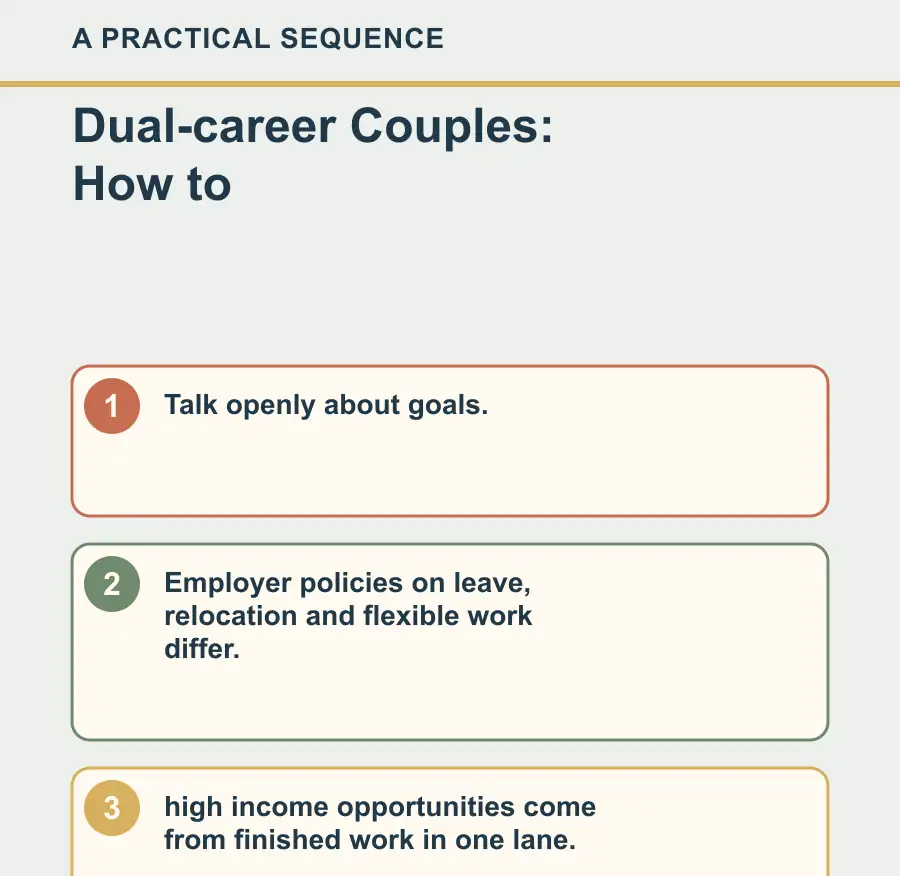 A PRACTICAL SEQUENCE
Dual-career Couples:
How to
1
Talk openly about goals.
2
Employer policies on leave,
relocation and flexible work
differ.
3
high income opportunities come
from finished work in one lane.